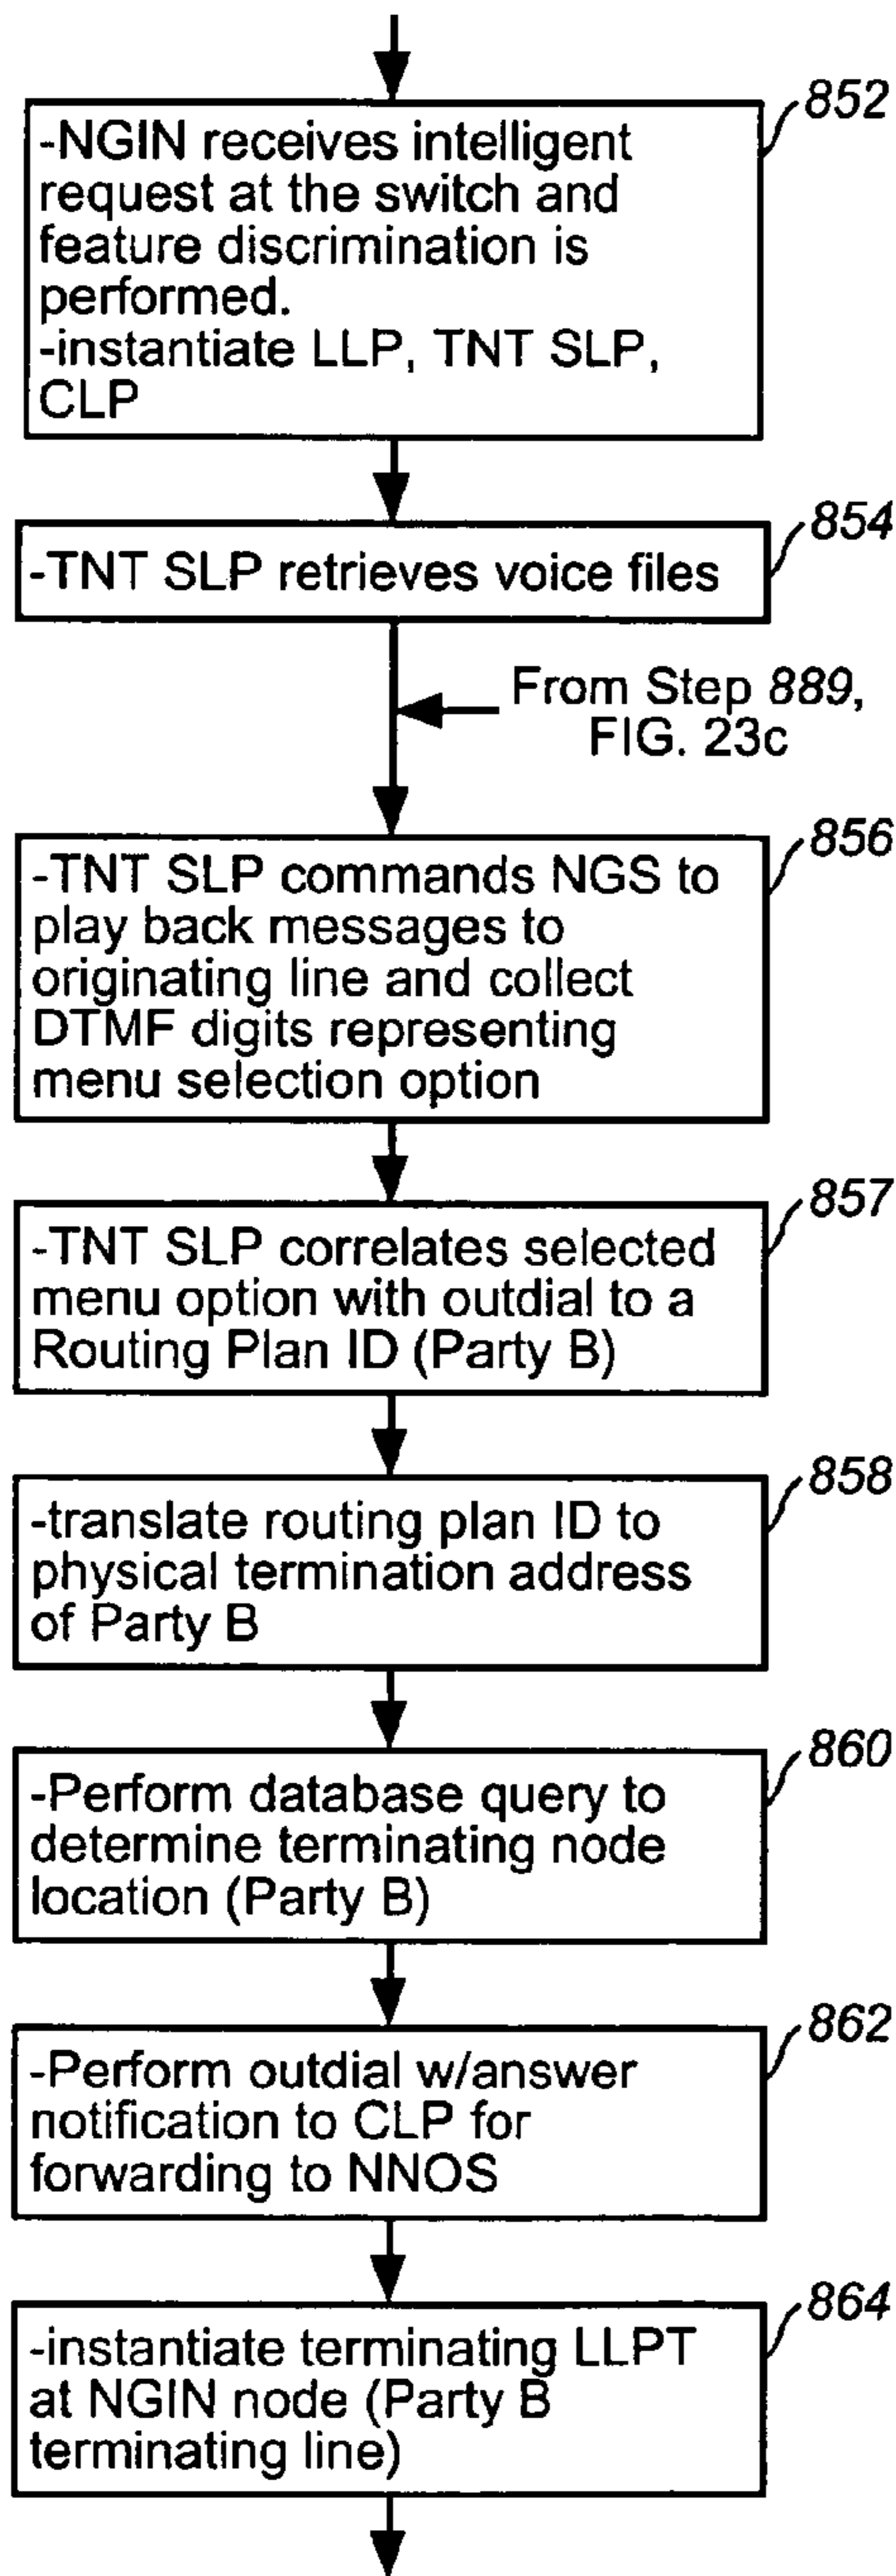 852
-NGIN receives intelligent
request at the switch and
feature discrimination is
performed.
-instantiate LLP, TNT SLP,
CLP
854
-TNT SLP retrieves voice files
From Step 889,
FIG. 23c
856
-TNT SLP commands NGS to
play back messages to
originating line and collect
DTMF digits representing
menu selection option
857
-TNT SLP correlates selected
menu option with outdial to a
Routing Plan ID (Party B)
858
-translate routing plan ID to
physical termination address
of Party B
860
-Perform database query to
determine terminating node
location (Party B)
862
-Perform outdial w/answer
notification to CLP for
forwarding to NNOS
864
-instantiate terminating LLPT
at NGIN node (Party B
terminating line)